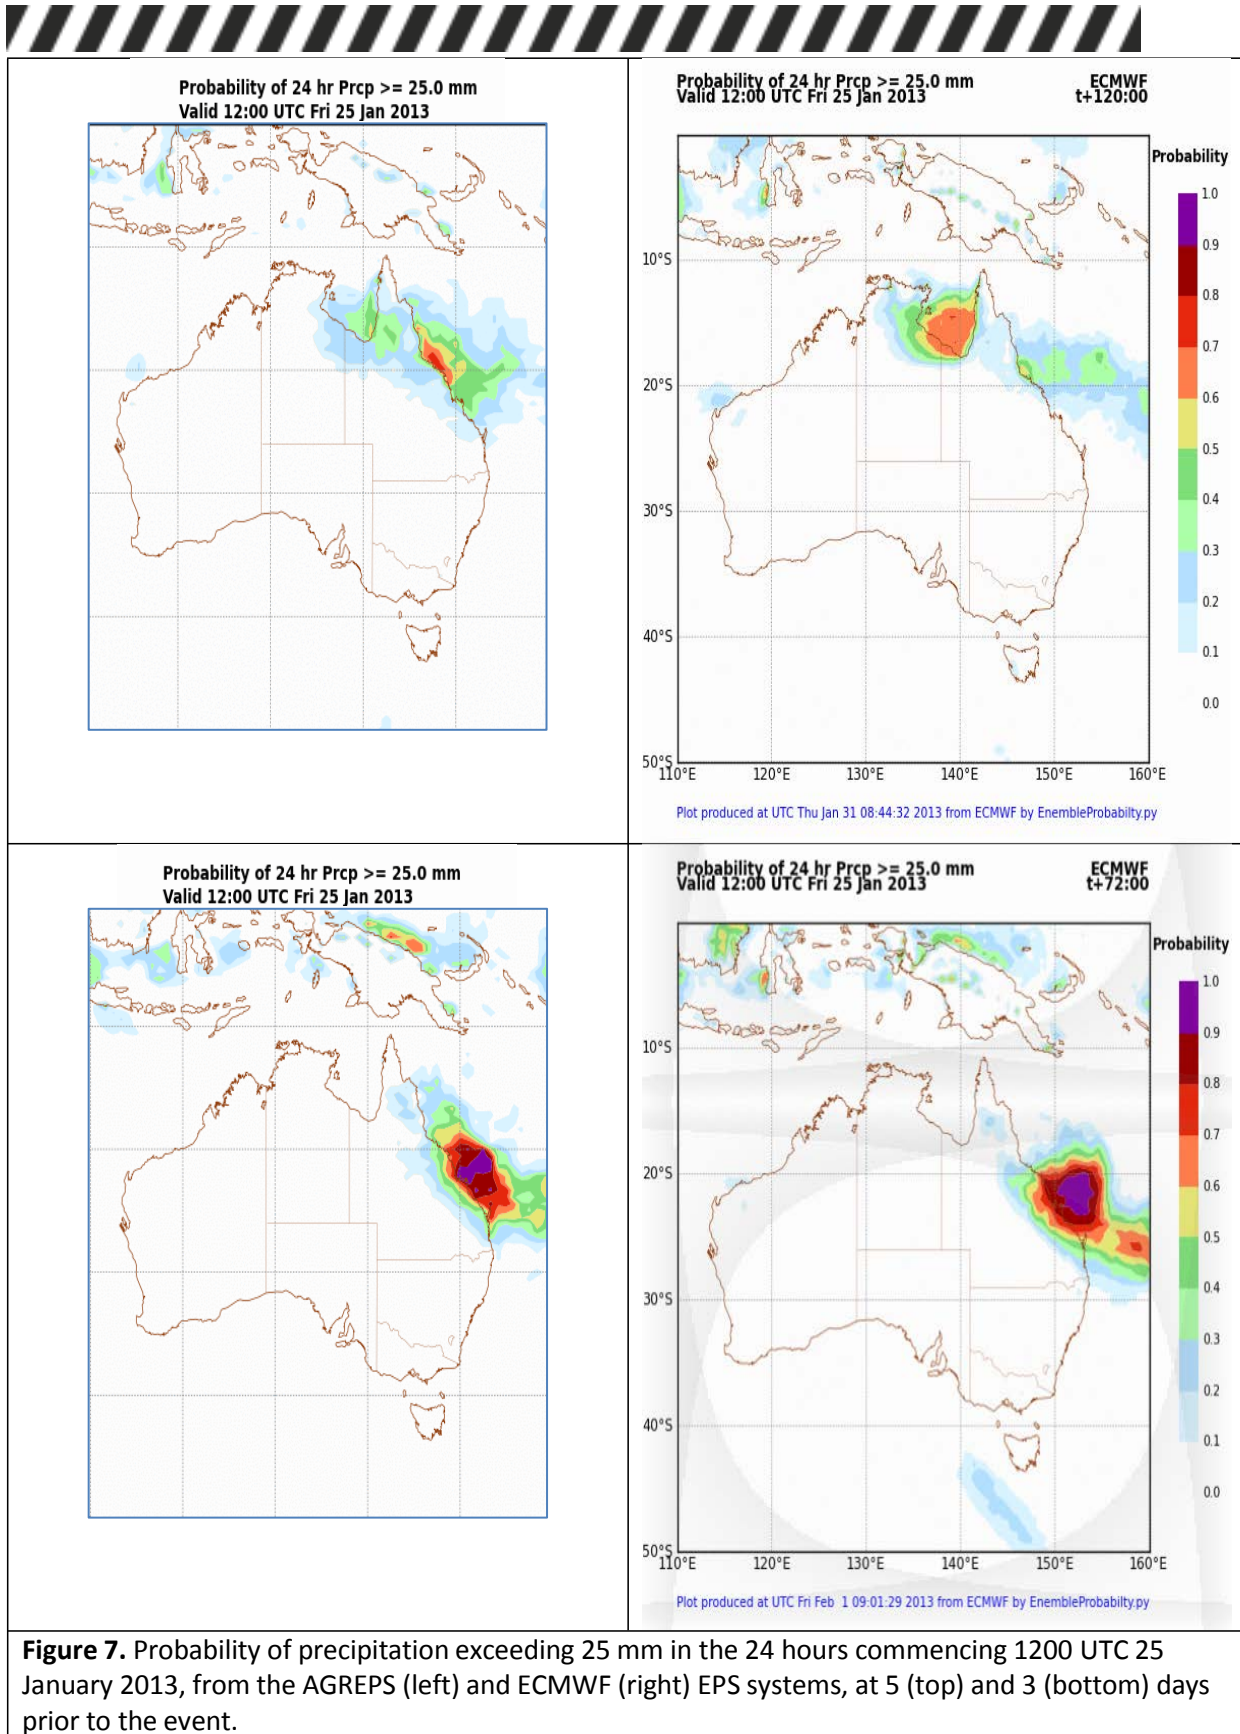 Probability of 24 hr Prcp >= 25.0 mm
Valid 12:00 UTC Fri 25 Jan 2013
Probability of 24 hr Prcp >= 25.0 mm ECMWF
Valid 12:00 UTC Fri 25 Jan 2013 t+120:00
Probability
1.0
0.9
0.8
0.7
0.6
0.5
0.4
0.3
0.2
0.1
0.0
10°S
20°S
30°S
40°S
50°S
110°E 120°E 130°E 140°E 150°E 160°E
Plot produced at UTC Thu Jan 31 08:44:32 2013 from ECMWF by EnembleProbabilty.py
Probability of 24 hr Prcp >= 25.0 mm
Valid 12:00 UTC Fri 25 Jan 2013
Probability of 24 hr Prcp >= 25.0 mm ECMWF
Valid 12:00 UTC Fri 25 Jan 2013 t+72:00
Probability
1.0
0.9
0.8
0.7
0.6
0.5
0.4
0.3
0.2
0.1
0.0
10°S
20°S
30°S
40°S
50°S
110°E 120°E 130°E 140°E 150°E 160°E
Plot produced at UTC Fri Feb 1 09:01:29 2013 from ECMWF by EnembleProbabilty.py
Figure 7. Probability of precipitation exceeding 25 mm in the 24 hours commencing 1200 UTC 25
January 2013, from the AGREPS (left) and ECMWF (right) EPS systems, at 5 (top) and 3 (bottom) days
prior to the event.